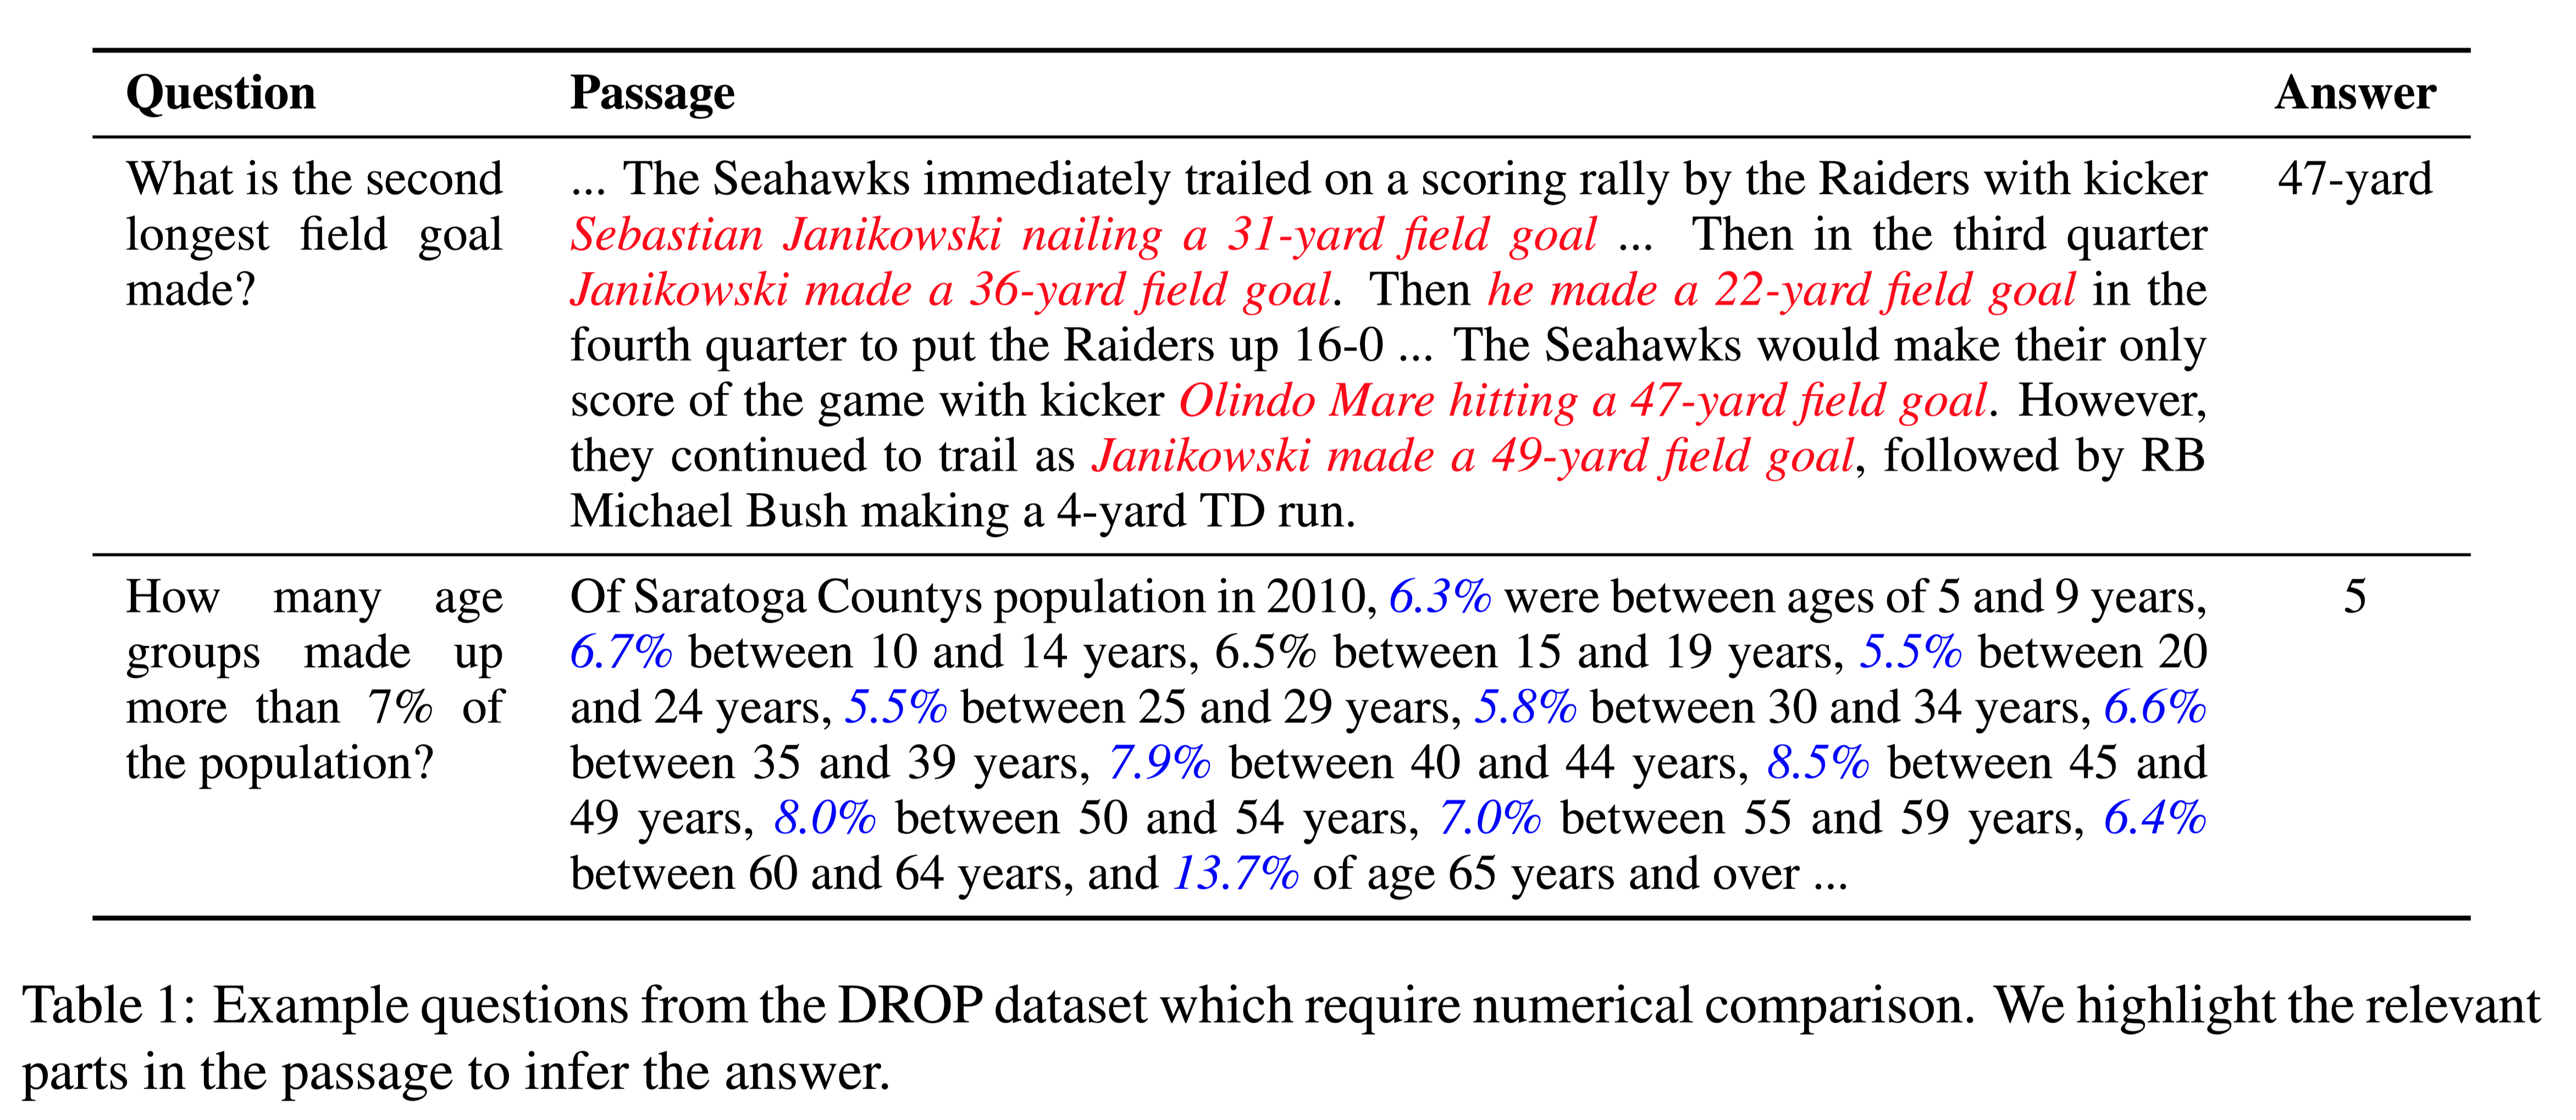 Question Passage Answer
What is the second ... The Seahawks immediately trailed on a scoring rally by the Raiders with kicker 47-yard
longest field goal Sebastian Janikowski nailing a 31-yard field goal ... Then in the third quarter
made? Janikowski made a 36-yard field goal. Then he made a 22-yard field goal in the
fourth quarter to put the Raiders up 16-0 ... The Seahawks would make their only
score of the game with kicker Olindo Mare hitting a 47-yard field goal. However,
they continued to trail as Janikowski made a 49-yard field goal, followed by RB
Michael Bush making a 4-yard TD run.
How many age Of Saratoga Countys population in 2010, 6.3% were between ages of 5 and 9 years, 5
groups made up 6.7% between 10 and 14 years, 6.5% between 15 and 19 years, 5.5% between 20
more than 7% of and 24 years, 5.5% between 25 and 29 years, 5.8% between 30 and 34 years, 6.6%
the population? between 35 and 39 years, 7.9% between 40 and 44 years, 8.5% between 45 and
49 years, 8.0% between 50 and 54 years, 7.0% between 55 and 59 years, 6.4%
between 60 and 64 years, and 13.7% of age 65 years and over ...
Table 1: Example questions from the DROP dataset which require numerical comparison. We highlight the relevant
parts in the passage to infer the answer.